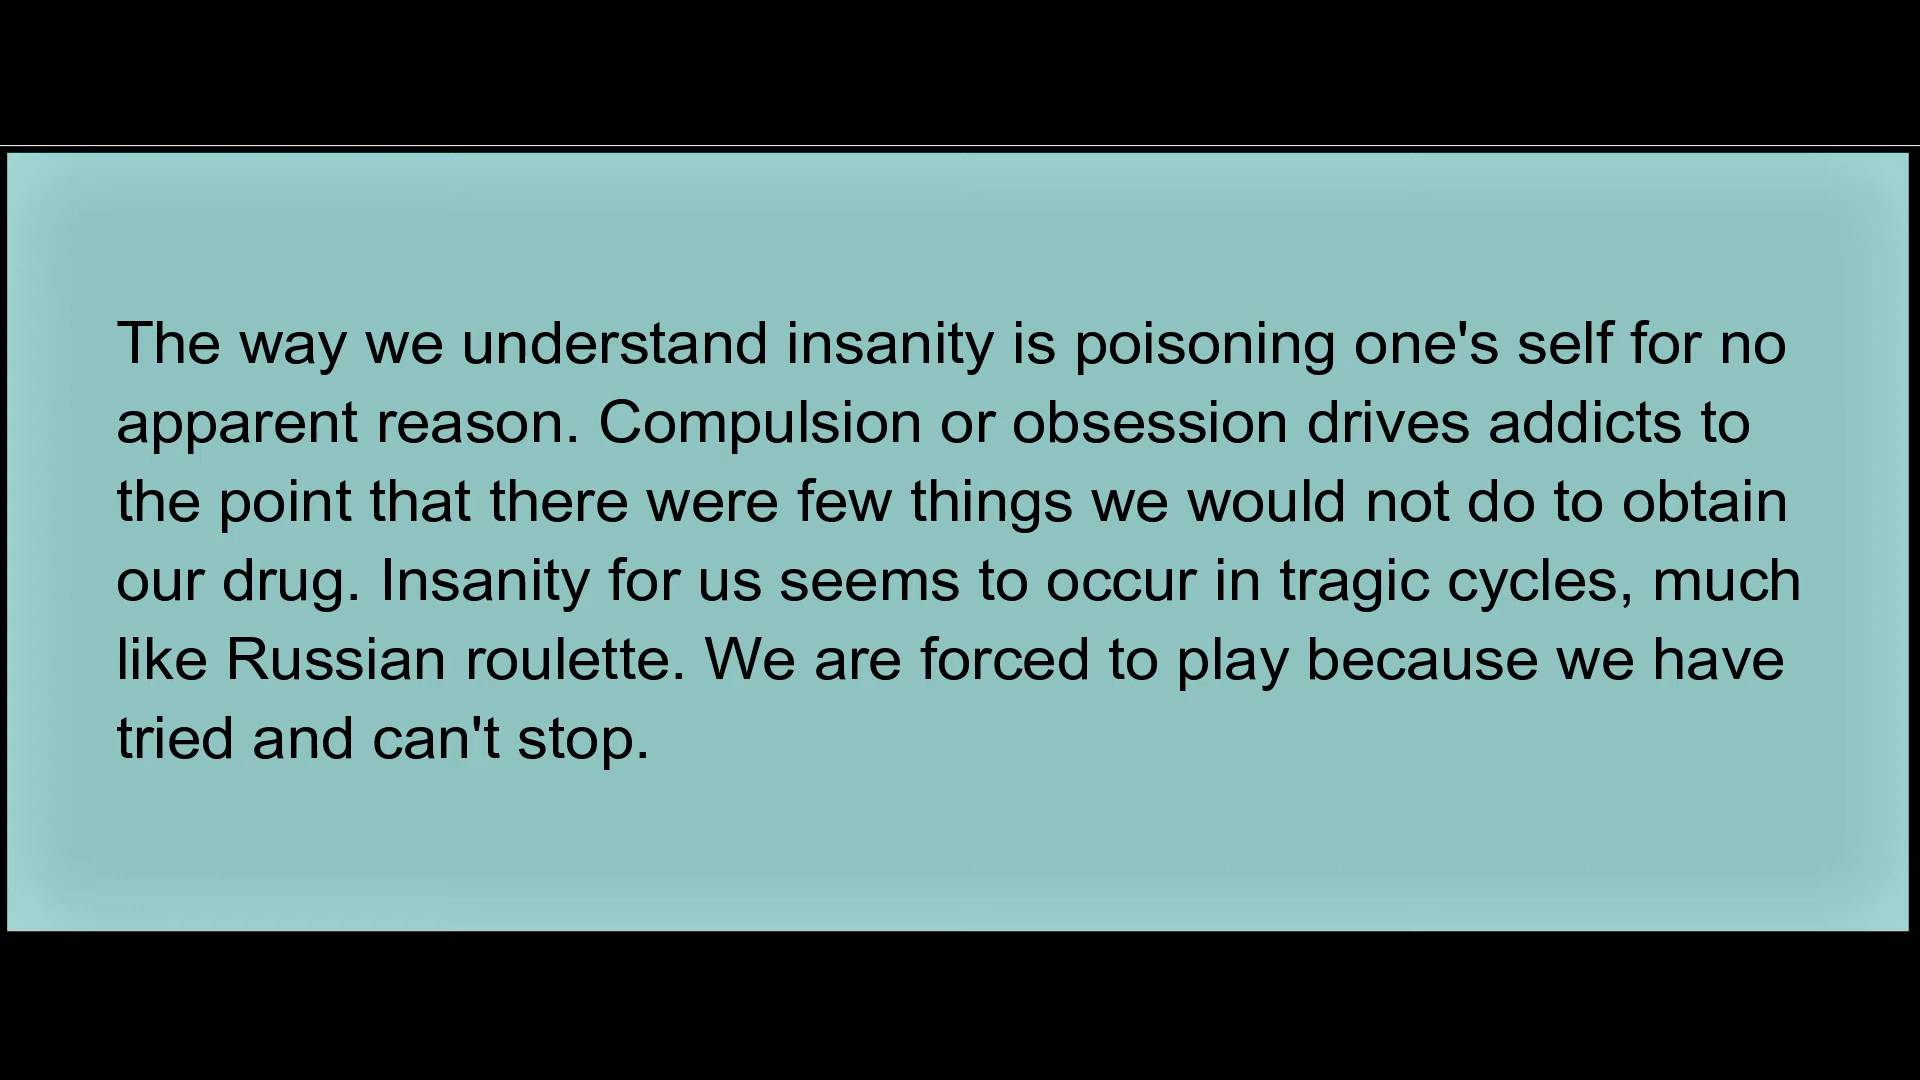 The way we understand insanity is poisoning one's self for no
apparent reason. Compulsion or obsession drives addicts to
the point that there were few things we would not do to obtain
our drug. Insanity for us seems to occur in tragic cycles, much
like Russian roulette. We are forced to play because we have
tried and can't stop.